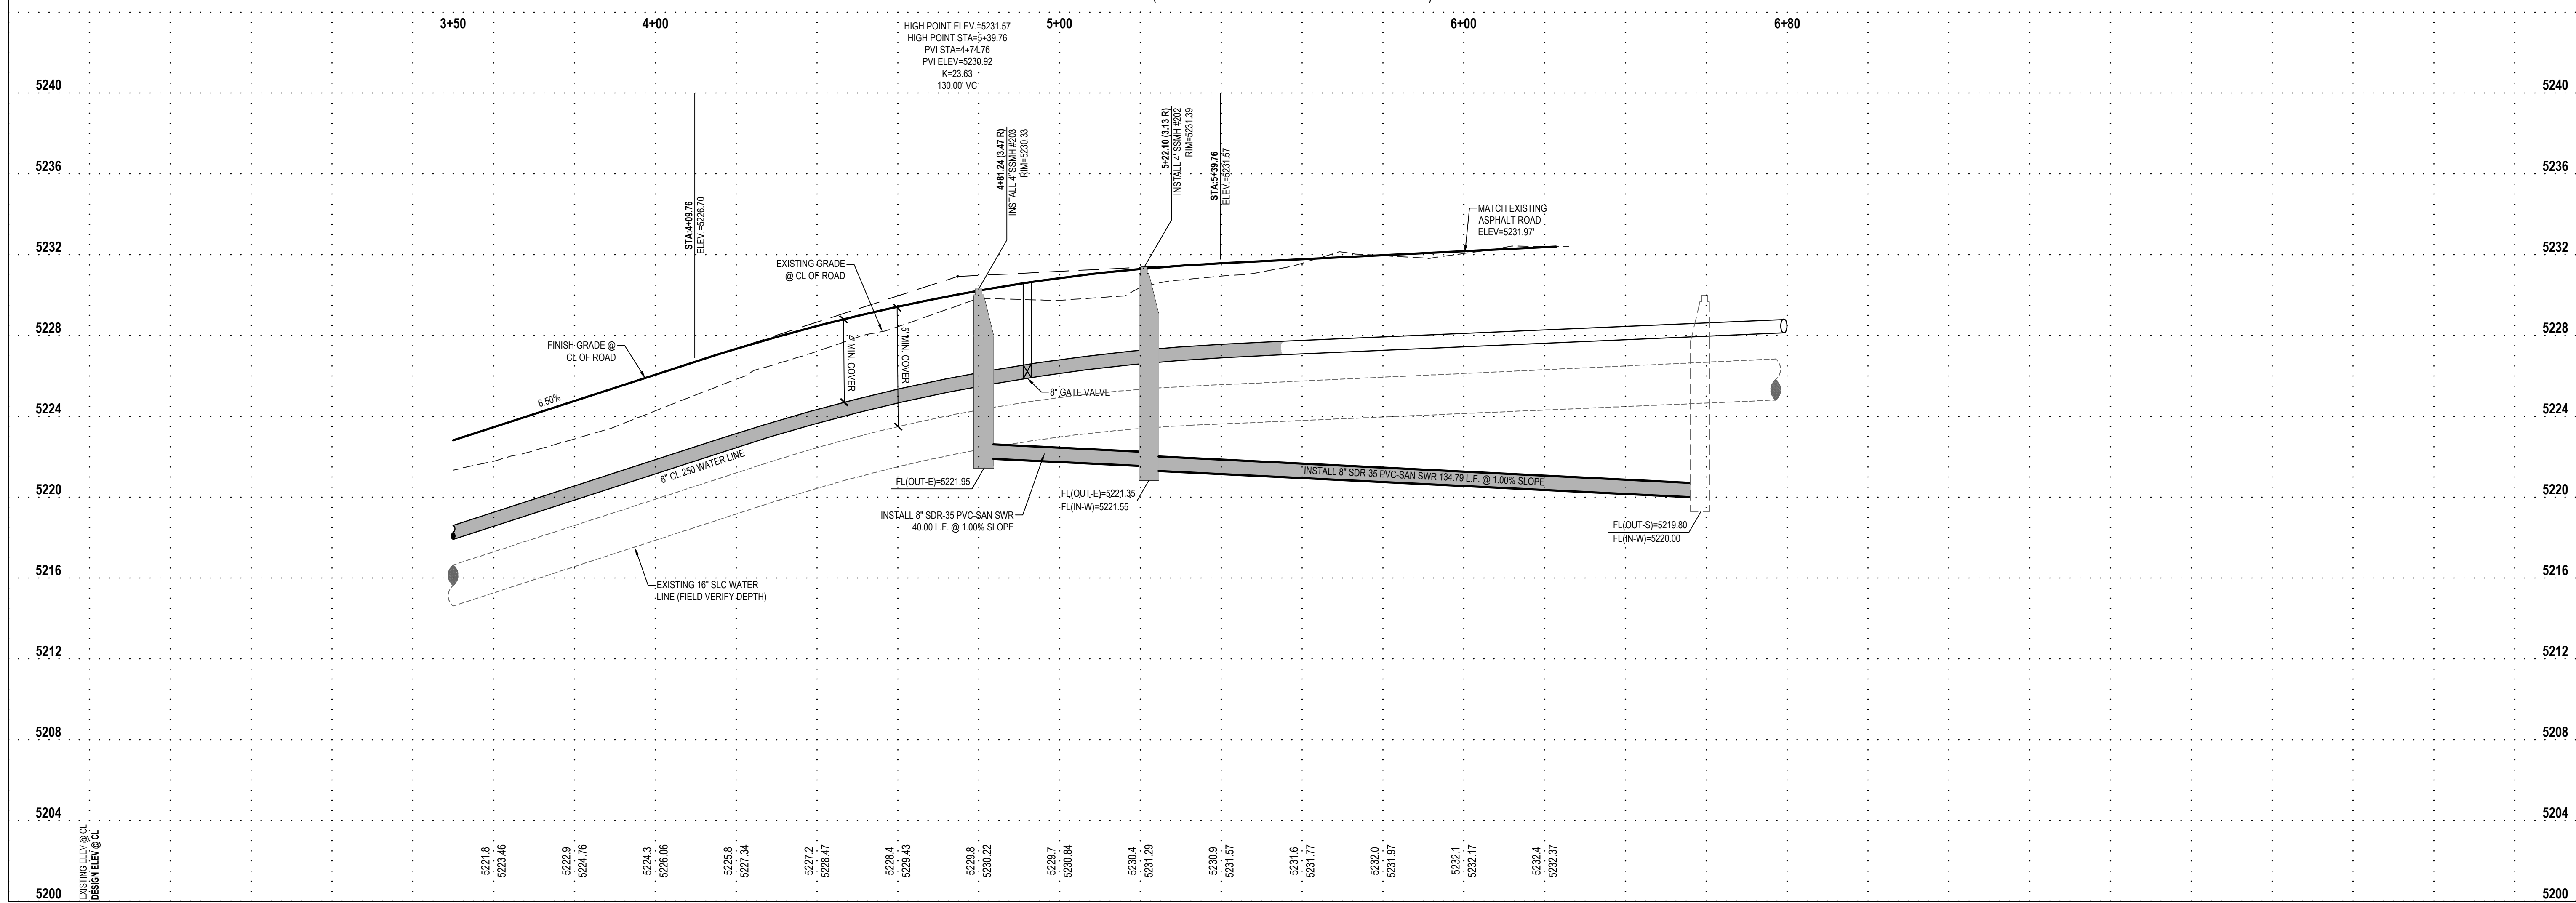 3+50
4+00
5+00
6+00
6+80
HIGH POINT ELEV.=5231.57
HIGH POINT STA=5+39.76
PVI STA=4+74.76
PVI ELEV=5230.92
K=23.63
130.00' VC
5240
5240
5236
5236
5232
5232
5228
5228
5224
5224
5220
5220
5216
5216
5212
5212
5208
5208
5204
5204
5200
5200
STA:4+09.76
ELEV.=5226.70
4+81.24 (3.47 R)
INSTALL 4' SSMH #203
RIM=5230.33
5+22.10 (3.13 R)
INSTALL 4' SSMH #202
RIM=5231.39
STA:5+39.76
ELEV.=5231.57
MATCH EXISTING
ASPHALT ROAD
ELEV=5231.97'
EXISTING GRADE
@ CL OF ROAD
FINISH GRADE @
CL OF ROAD
6.50%
4' MIN. COVER
5' MIN. COVER
8" GATE VALVE
8" CL 250 WATER LINE
FL(OUT-E)=5221.95
FL(OUT-E)=5221.35
FL(IN-W)=5221.55
INSTALL 8" SDR-35 PVC-SAN SWR
40.00 L.F. @ 1.00% SLOPE
INSTALL 8" SDR-35 PVC-SAN SWR 134.79 L.F. @ 1.00% SLOPE
FL(OUT-S)=5219.80
FL(IN-W)=5220.00
EXISTING 16" SLC WATER
LINE (FIELD VERIFY DEPTH)
EXISTING ELEV @ CL
DESIGN ELEV @ CL
5221.8
5223.46
5222.9
5224.76
5224.3
5226.06
5225.8
5227.34
5227.2
5228.47
5228.4
5229.43
5229.8
5230.22
5229.7
5230.84
5230.4
5231.29
5230.9
5231.57
5231.6
5231.77
5232.0
5231.97
5232.1
5232.17
5232.4
5232.37